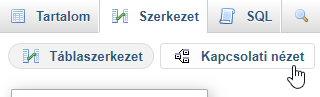 Tartalom Szerkezet SQL
Táblaszerkezet Kapcsolati nézet